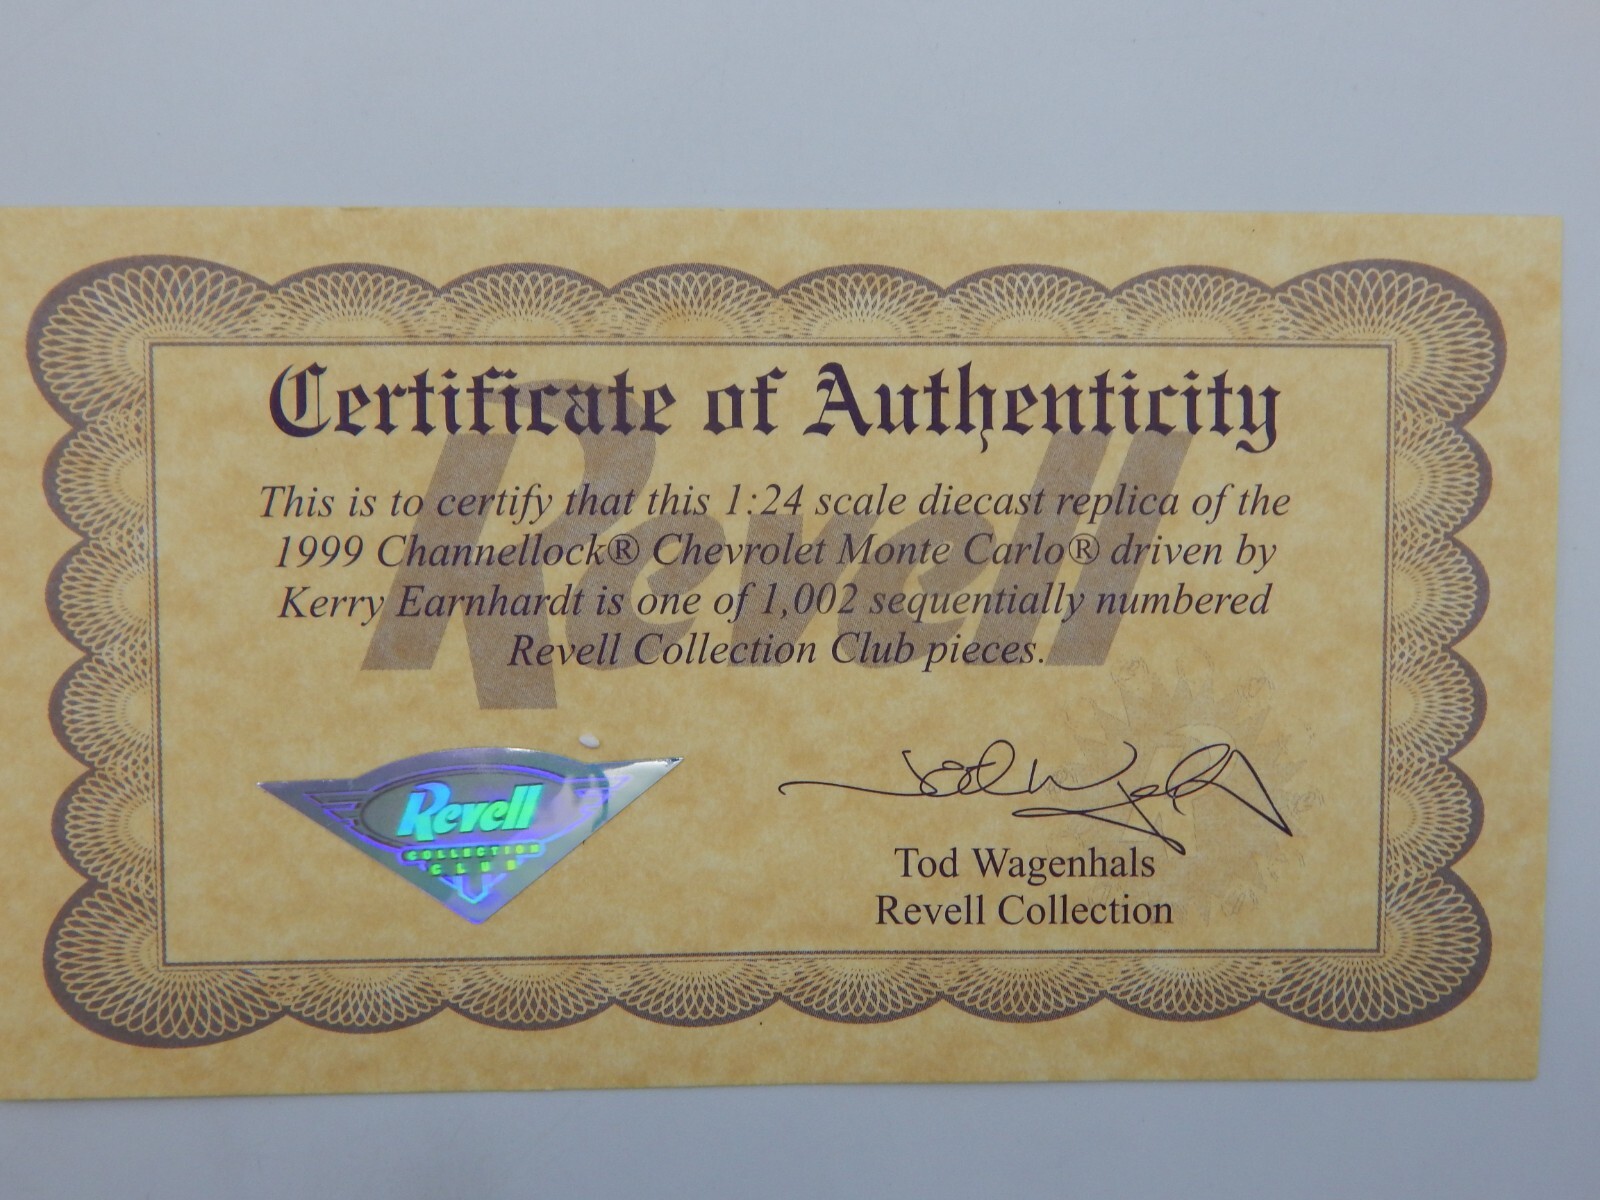 Certificate of Authenticity
Revell
This is to certify that this 1:24 scale diecast replica of the
1999 Channellock® Chevrolet Monte Carlo® driven by
Kerry Earnhardt is one of 1,002 sequentially numbered
Revell Collection Club pieces.
Revell
COLLECTION
CLUB
Tod Wagenhals
Revell Collection